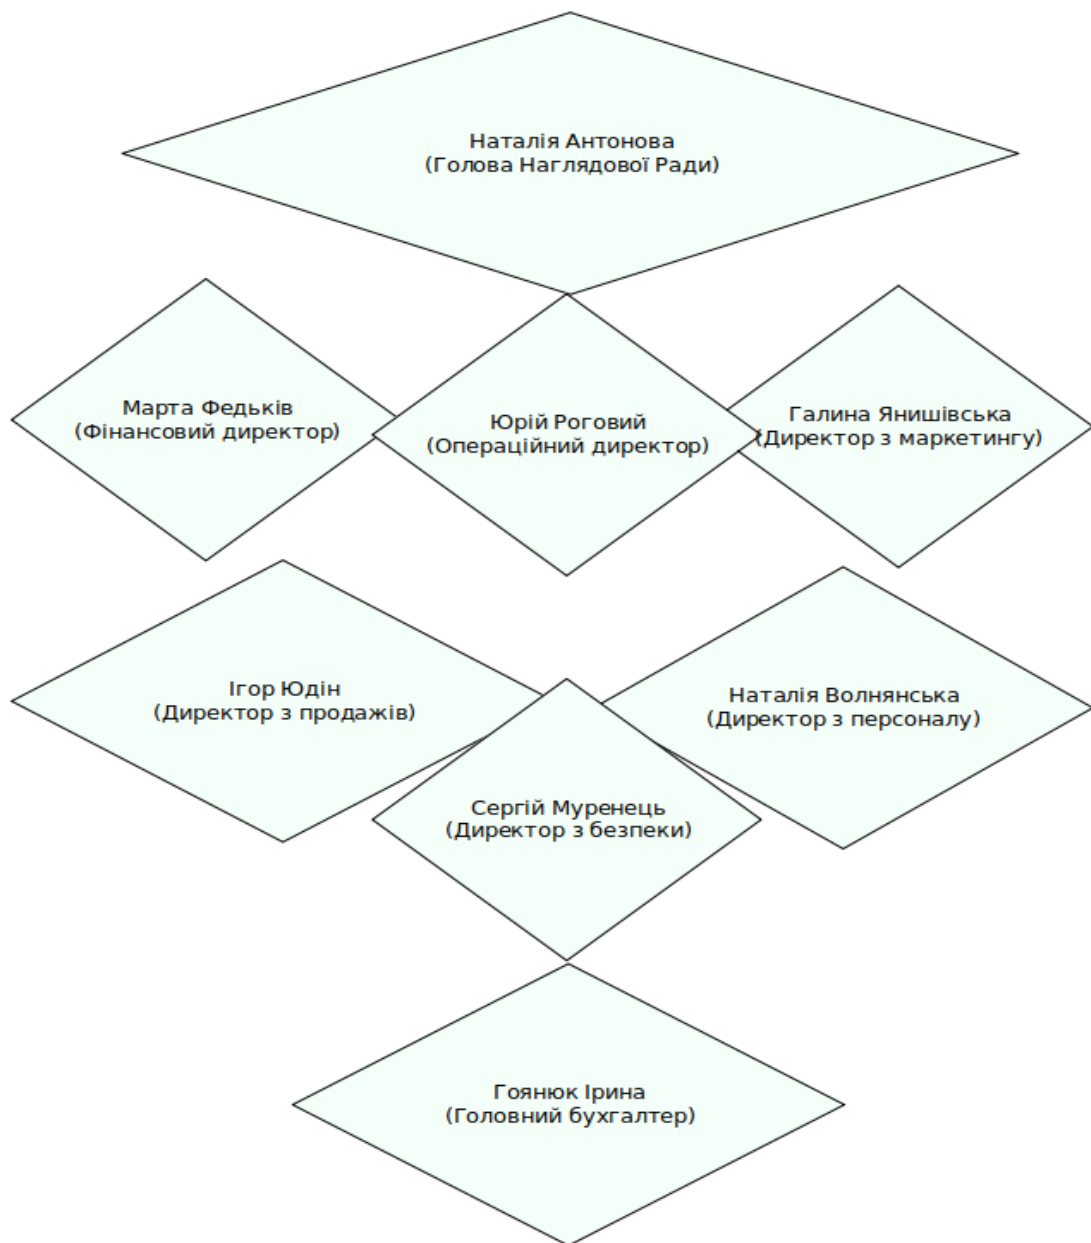 Наталія Антонова
(Голова Наглядової Ради)
Марта Федьків
(Фінансовий директор)
Юрій Роговий
(Операційний директор)
Галина Янишівська
(Директор з маркетингу)
Ігор Юдін
(Директор з продажів)
Наталія Волнянська
(Директор з персоналу)
Сергій Муренець
(Директор з безпеки)
Гоянюк Ірина
(Головний бухгалтер)